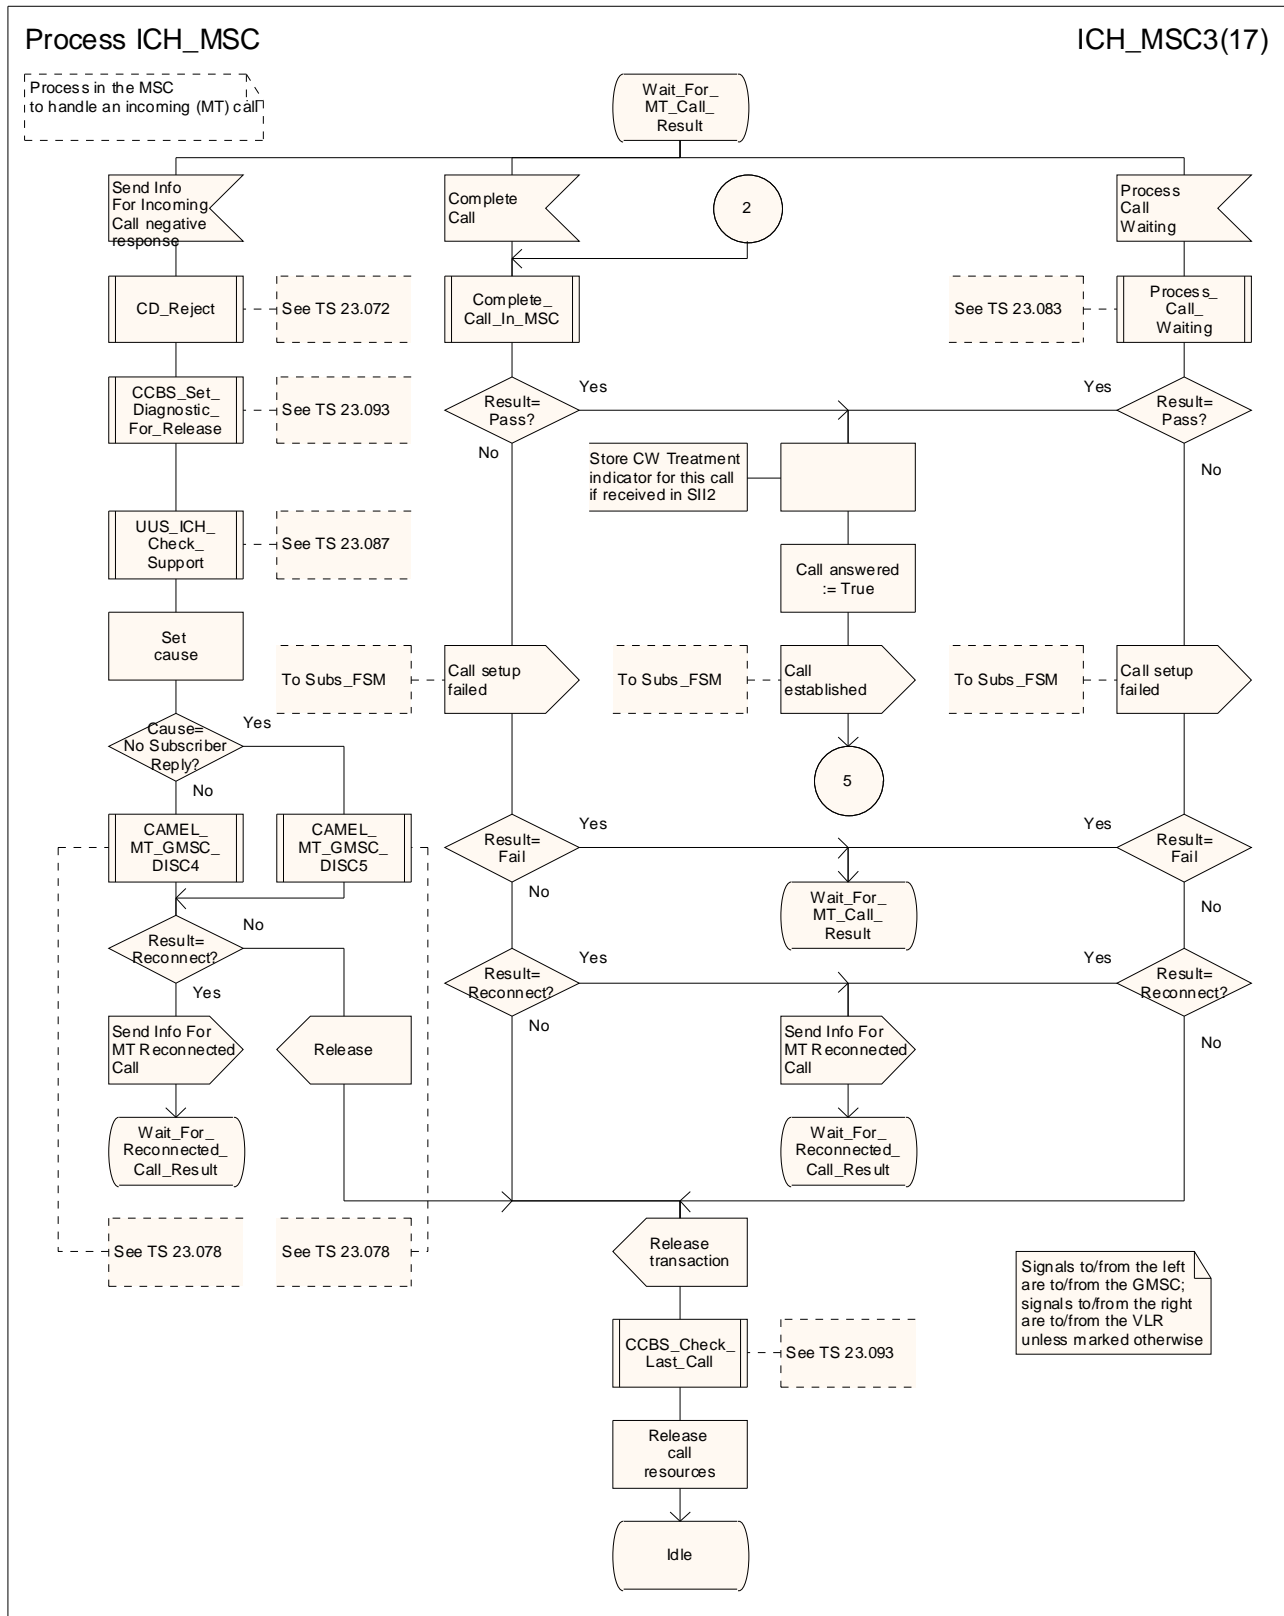 Process ICH_MSC
ICH_MSC3(17)
Process in the MSC
to handle an incoming (MT) call
Wait_For_
MT_Call_
Result
Send Info
For Incoming
Call negative
response
Complete
Call
2
Process
Call
Waiting
CD_Reject
See TS 23.072
Complete_
Call_In_MSC
See TS 23.083
Process_
Call_
Waiting
CCBS_Set_
Diagnostic_
For_Release
See TS 23.093
Result=
Pass?
Yes
No
Yes
Result=
Pass?
No
Store CW Treatment
indicator for this call
if received in SII2
UUS_ICH_
Check_
Support
See TS 23.087
Call answered
:= True
Set
cause
To Subs_FSM
Call setup
failed
To Subs_FSM
Call
established
To Subs_FSM
Call setup
failed
Cause=
No Subscriber
Reply?
Yes
No
5
CAMEL_
MT_GMSC_
DISC4
CAMEL_
MT_GMSC_
DISC5
Result=
Fail
Yes
No
Yes
Result=
Fail
No
Wait_For_
MT_Call_
Result
Result=
Reconnect?
No
Yes
Result=
Reconnect?
Yes
No
Yes
Result=
Reconnect?
No
Send Info For
MT Reconnected
Call
Release
Send Info For
MT Reconnected
Call
Wait_For_
Reconnected_
Call_Result
Wait_For_
Reconnected_
Call_Result
See TS 23.078
See TS 23.078
Release
transaction
Signals to/from the left
are to/from the GMSC;
signals to/from the right
are to/from the VLR
unless marked otherwise
CCBS_Check_
Last_Call
See TS 23.093
Release
call
resources
Idle